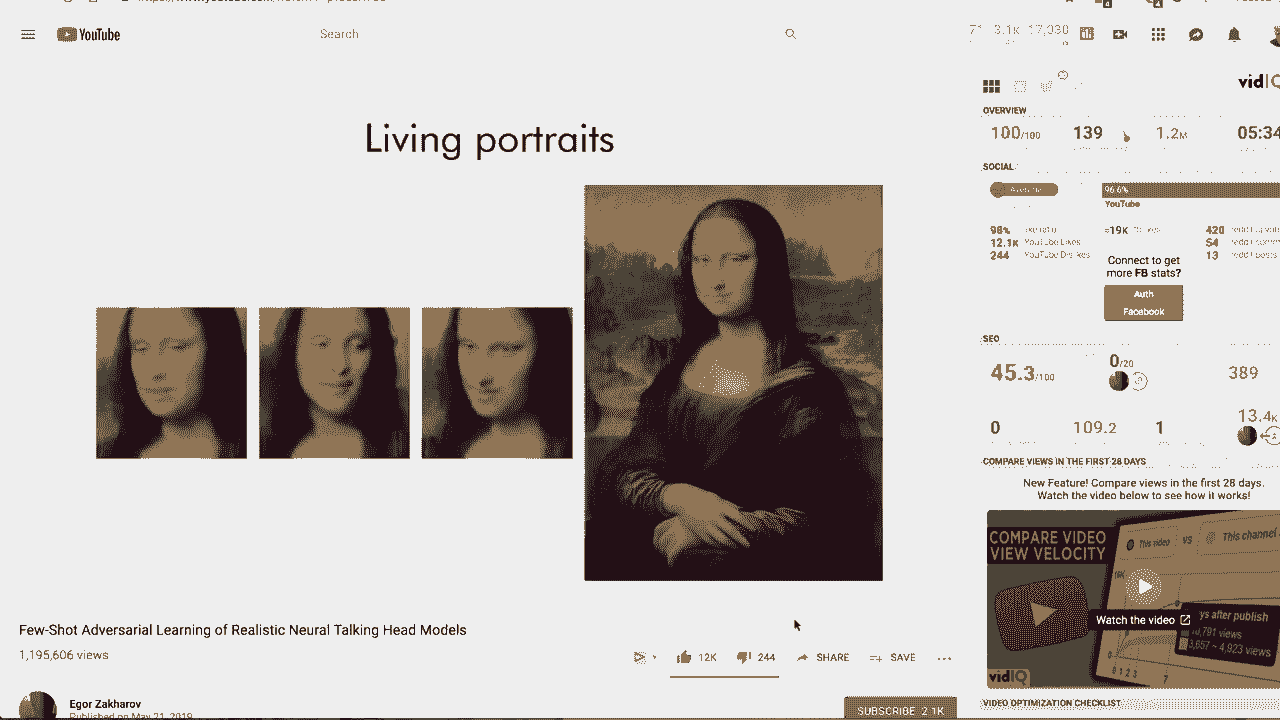 YouTube
Search
71 3.1K 17,030
Living portraits
Few-Shot Adversarial Learning of Realistic Neural Talking Head Models
1,195,606 views
12K
244
SHARE
SAVE
Egor Zakharov
Published on May 21, 2019
SUBSCRIBE 2.1K
vidIQ
OVERVIEW
100/100 139 1.2M 05:34
SOCIAL
96.6%
YouTube
98%
12.1K YouTube Likes
244 YouTube Dislikes
19K
420
54
13
Connect to get
more FB stats?
Auth
Facebook
SEO
45.3/100 0/20 389
0 109.2 1 13.4K
COMPARE VIEWS IN THE FIRST 28 DAYS
New Feature! Compare views in the first 28 days.
Watch the video below to see how it works!
COMPARE VIDEO
VIEW VELOCITY
This video VS This channel
ys after publish
10,791 views
3,657 ~ 4,923 views
Watch the video
0 1 2 3 7
vidIQ
VIDEO OPTIMIZATION CHECKLIST